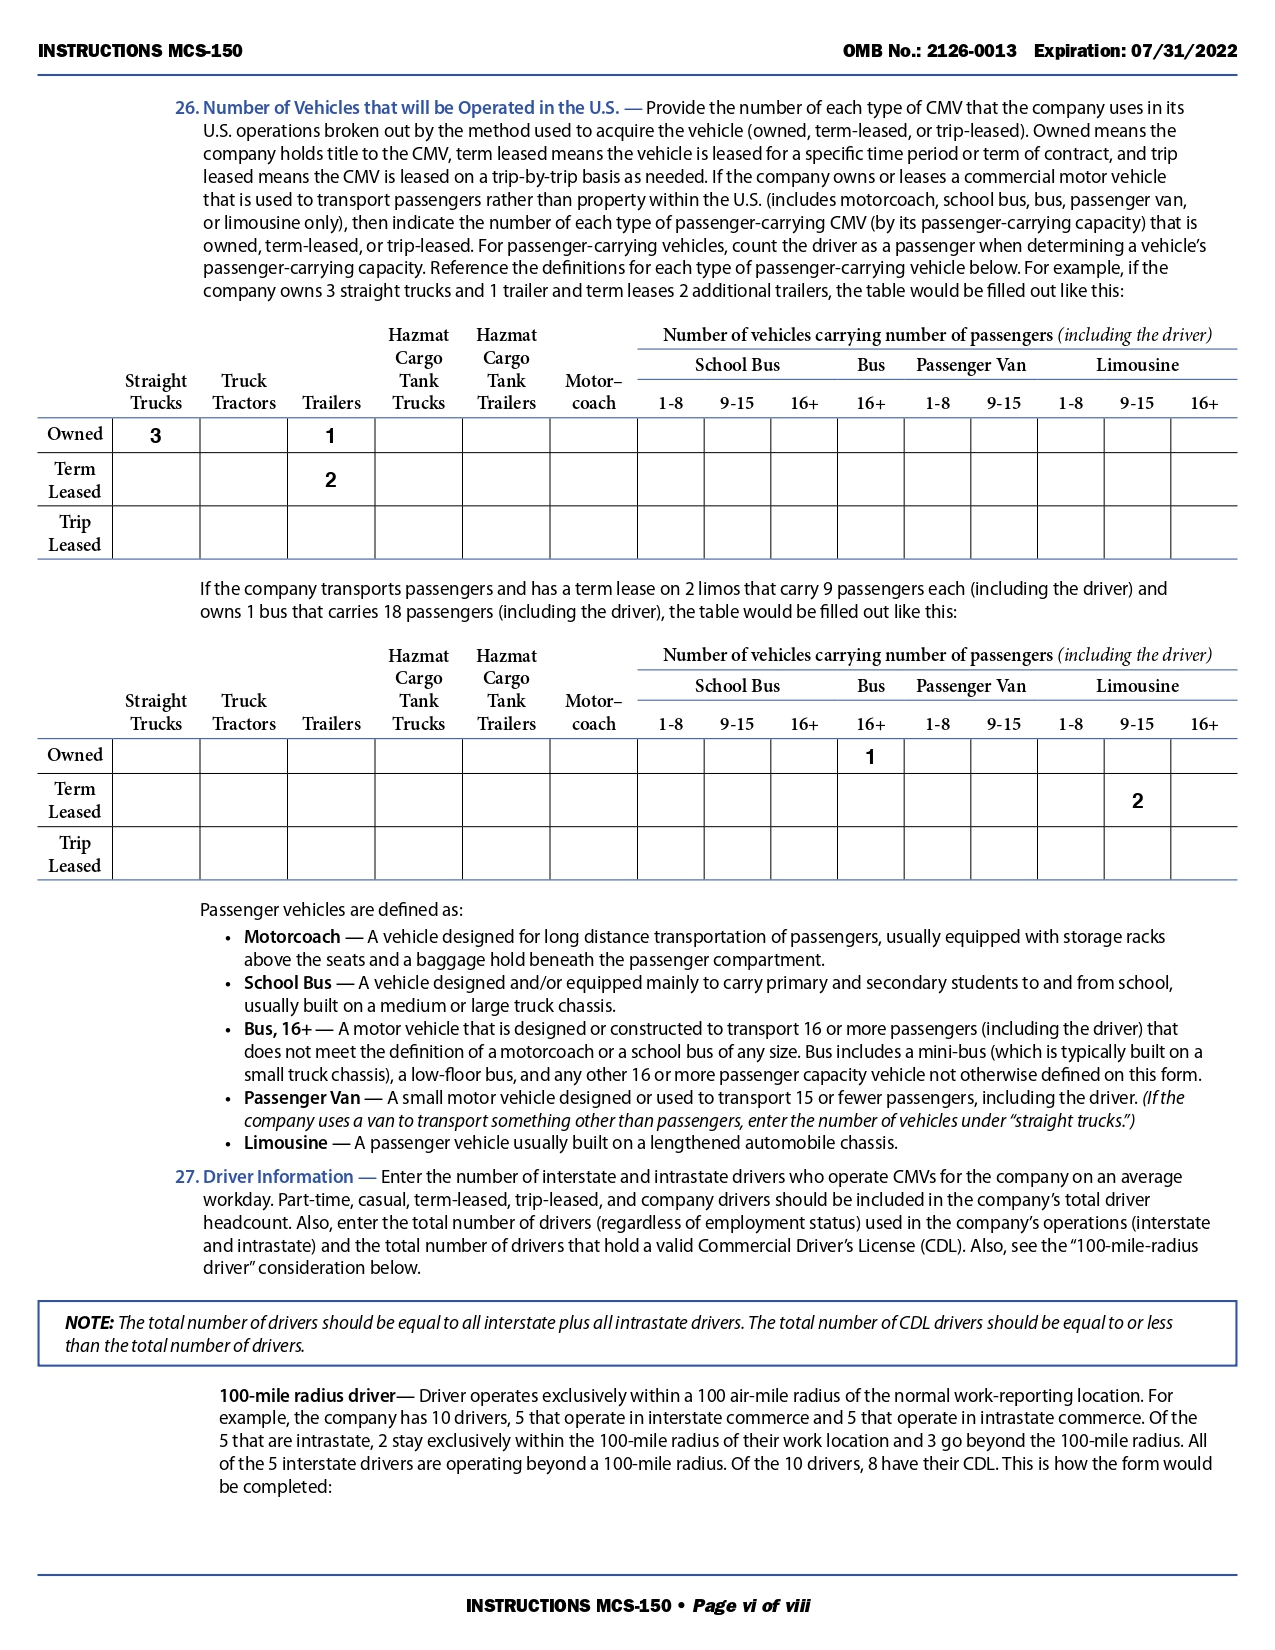 INSTRUCTIONS MCS-150 OMB No.: 2126-0013 Expiration: 07/31/2022
26. Number of Vehicles that will be Operated in the U.S. — Provide the number of each type of CMV that the company uses in its
U.S. operations broken out by the method used to acquire the vehicle (owned, term-leased, or trip-leased). Owned means the
company holds title to the CMV, term leased means the vehicle is leased for a specific time period or term of contract, and trip
leased means the CMV is leased on a trip-by-trip basis as needed. If the company owns or leases a commercial motor vehicle
that is used to transport passengers rather than property within the U.S. (includes motorcoach, school bus, bus, passenger van,
or limousine only), then indicate the number of each type of passenger-carrying CMV (by its passenger-carrying capacity) that is
owned, term-leased, or trip-leased. For passenger-carrying vehicles, count the driver as a passenger when determining a vehicle's
passenger-carrying capacity. Reference the definitions for each type of passenger-carrying vehicle below. For example, if the
company owns 3 straight trucks and 1 trailer and term leases 2 additional trailers, the table would be filled out like this:
Hazmat Hazmat Number of vehicles carrying number of passengers (including the driver)
Cargo Cargo School Bus Bus Passenger Van Limousine
Straight Truck Tank Tank Motor–
Trucks Tractors Trailers Trucks Trailers coach 1-8 9-15 16+ 16+ 1-8 9-15 1-8 9-15 16+
Owned 3 1
Term
Leased 2
Trip
Leased
If the company transports passengers and has a term lease on 2 limos that carry 9 passengers each (including the driver) and
owns 1 bus that carries 18 passengers (including the driver), the table would be filled out like this:
Hazmat Hazmat Number of vehicles carrying number of passengers (including the driver)
Cargo Cargo School Bus Bus Passenger Van Limousine
Straight Truck Tank Tank Motor–
Trucks Tractors Trailers Trucks Trailers coach 1-8 9-15 16+ 16+ 1-8 9-15 1-8 9-15 16+
Owned 1
Term
Leased 2
Trip
Leased
Passenger vehicles are defined as:
• Motorcoach — A vehicle designed for long distance transportation of passengers, usually equipped with storage racks
above the seats and a baggage hold beneath the passenger compartment.
• School Bus — A vehicle designed and/or equipped mainly to carry primary and secondary students to and from school,
usually built on a medium or large truck chassis.
• Bus, 16+ — A motor vehicle that is designed or constructed to transport 16 or more passengers (including the driver) that
does not meet the definition of a motorcoach or a school bus of any size. Bus includes a mini-bus (which is typically built on a
small truck chassis), a low-floor bus, and any other 16 or more passenger capacity vehicle not otherwise defined on this form.
• Passenger Van — A small motor vehicle designed or used to transport 15 or fewer passengers, including the driver. (If the
company uses a van to transport something other than passengers, enter the number of vehicles under “straight trucks.”)
• Limousine — A passenger vehicle usually built on a lengthened automobile chassis.
27. Driver Information — Enter the number of interstate and intrastate drivers who operate CMVs for the company on an average
workday. Part-time, casual, term-leased, trip-leased, and company drivers should be included in the company's total driver
headcount. Also, enter the total number of drivers (regardless of employment status) used in the company's operations (interstate
and intrastate) and the total number of drivers that hold a valid Commercial Driver's License (CDL). Also, see the “100-mile-radius
driver” consideration below.
NOTE: The total number of drivers should be equal to all interstate plus all intrastate drivers. The total number of CDL drivers should be equal to or less
than the total number of drivers.
100-mile radius driver— Driver operates exclusively within a 100 air-mile radius of the normal work-reporting location. For
example, the company has 10 drivers, 5 that operate in interstate commerce and 5 that operate in intrastate commerce. Of the
5 that are intrastate, 2 stay exclusively within the 100-mile radius of their work location and 3 go beyond the 100-mile radius. All
of the 5 interstate drivers are operating beyond a 100-mile radius. Of the 10 drivers, 8 have their CDL. This is how the form would
be completed:
INSTRUCTIONS MCS-150 • Page vi of viii